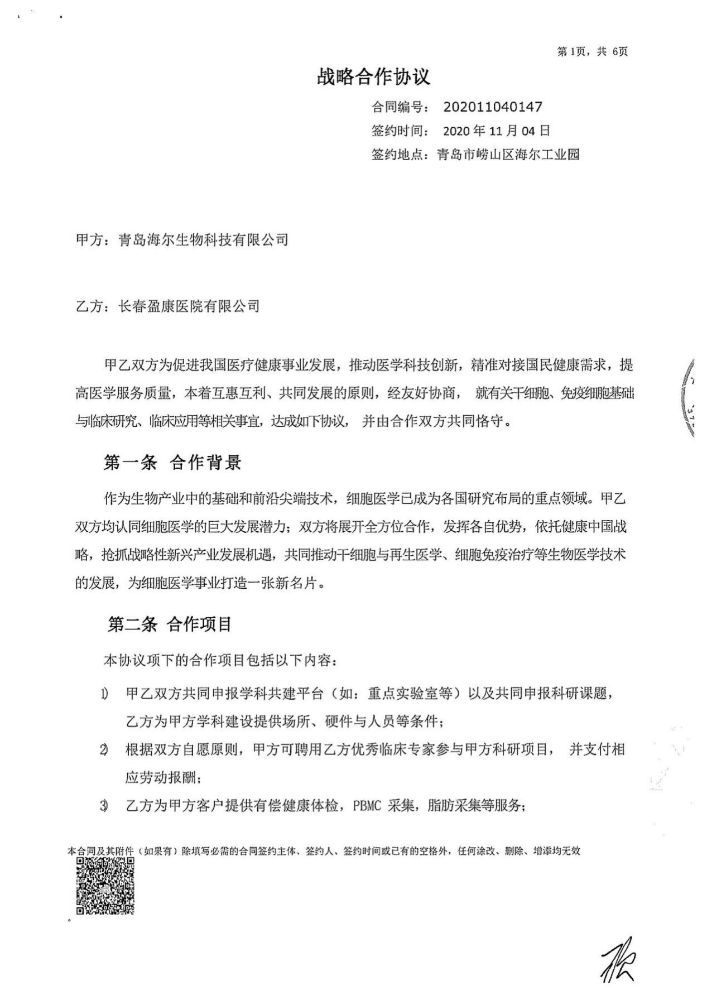 第 1页，共 6页
战略合作协议
合同编号： 202011040147
签约时间： 2020 年 11 月 04 日
签约地点：青岛市崂山区海尔工业园
甲方：青岛海尔生物科技有限公司
乙方：长春盈康医院有限公司
甲乙双方为促进我国医疗健康事业发展，推动医学科技创新，精准对接国民健康需求，提
高医学服务质量，本着互惠互利、共同发展的原则，经友好协商， 就有关干细胞、免疫细胞基础
与临床研究、临床应用等相关事宜，达成如下协议， 并由合作双方共同恪守。
第一条 合作背景
作为生物产业中的基础和前沿尖端技术，细胞医学已成为各国研究布局的重点领域。甲乙
双方均认同细胞医学的巨大发展潜力；双方将展开全方位合作，发挥各自优势，依托健康中国战
略，抢抓战略性新兴产业发展机遇，共同推动干细胞与再生医学、细胞免疫治疗等生物医学技术
的发展，为细胞医学事业打造一张新名片。
第二条 合作项目
本协议项下的合作项目包括以下内容：
1） 甲乙双方共同申报学科共建平台（如：重点实验室等）以及共同申报科研课题，
乙方为甲方学科建设提供场所、硬件与人员等条件；
2） 根据双方自愿原则，甲方可聘用乙方优秀临床专家参与甲方科研项目， 并支付相
应劳动报酬；
3） 乙方为甲方客户提供有偿健康体检，PBMC 采集，脂肪采集等服务；
本合同及其附件（如果有）除填写必需的合同签约主体、签约人、签约时间或已有的空格外，任何涂改、删除、增添均无效
。